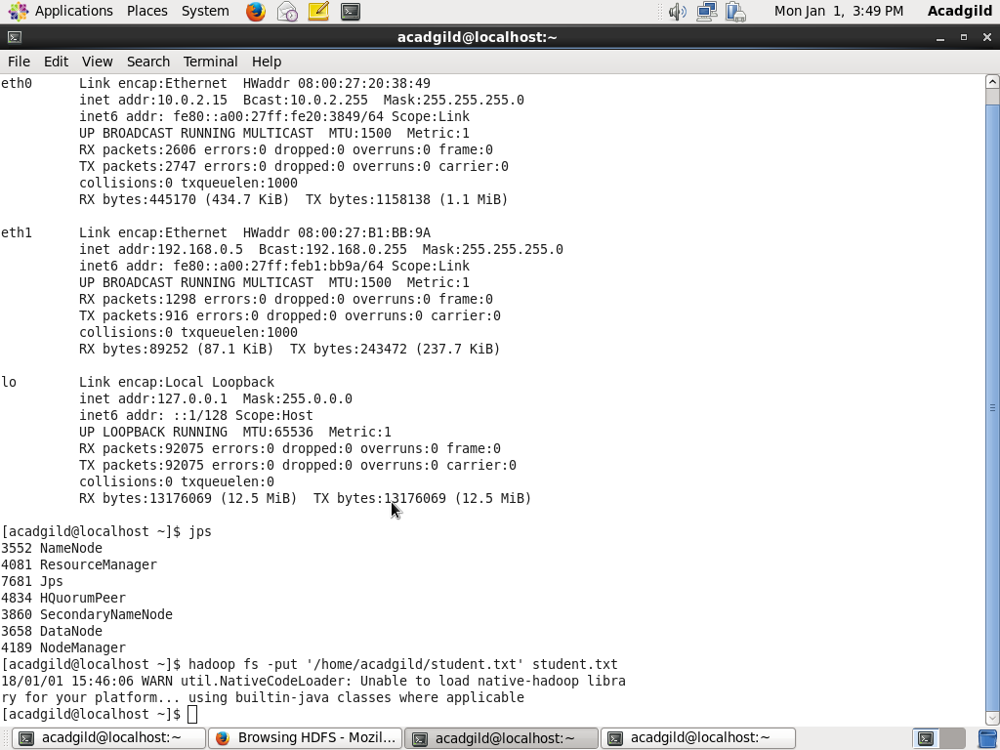 Applications Places System Mon Jan 1, 3:49 PM Acadgild
acadgild@localhost:~
File Edit View Search Terminal Help
eth0      Link encap:Ethernet  HWaddr 08:00:27:20:38:49
          inet addr:10.0.2.15  Bcast:10.0.2.255  Mask:255.255.255.0
          inet6 addr: fe80::a00:27ff:fe20:3849/64 Scope:Link
          UP BROADCAST RUNNING MULTICAST  MTU:1500  Metric:1
          RX packets:2606 errors:0 dropped:0 overruns:0 frame:0
          TX packets:2747 errors:0 dropped:0 overruns:0 carrier:0
          collisions:0 txqueuelen:1000
          RX bytes:445170 (434.7 KiB)  TX bytes:1158138 (1.1 MiB)
eth1      Link encap:Ethernet  HWaddr 08:00:27:B1:BB:9A
          inet addr:192.168.0.5  Bcast:192.168.0.255  Mask:255.255.255.0
          inet6 addr: fe80::a00:27ff:feb1:bb9a/64 Scope:Link
          UP BROADCAST RUNNING MULTICAST  MTU:1500  Metric:1
          RX packets:1298 errors:0 dropped:0 overruns:0 frame:0
          TX packets:916 errors:0 dropped:0 overruns:0 carrier:0
          collisions:0 txqueuelen:1000
          RX bytes:89252 (87.1 KiB)  TX bytes:243472 (237.7 KiB)
lo        Link encap:Local Loopback
          inet addr:127.0.0.1  Mask:255.0.0.0
          inet6 addr: ::1/128 Scope:Host
          UP LOOPBACK RUNNING  MTU:65536  Metric:1
          RX packets:92075 errors:0 dropped:0 overruns:0 frame:0
          TX packets:92075 errors:0 dropped:0 overruns:0 carrier:0
          collisions:0 txqueuelen:0
          RX bytes:13176069 (12.5 MiB)  TX bytes:13176069 (12.5 MiB)
[acadgild@localhost ~]$ jps
3552 NameNode
4081 ResourceManager
7681 Jps
4834 HQuorumPeer
3860 SecondaryNameNode
3658 DataNode
4189 NodeManager
[acadgild@localhost ~]$ hadoop fs -put '/home/acadgild/student.txt' student.txt
18/01/01 15:46:06 WARN util.NativeCodeLoader: Unable to load native-hadoop libra
ry for your platform... using builtin-java classes where applicable
[acadgild@localhost ~]$
acadgild@localhost:~ Browsing HDFS - Mozil... acadgild@localhost:~ acadgild@localhost:~